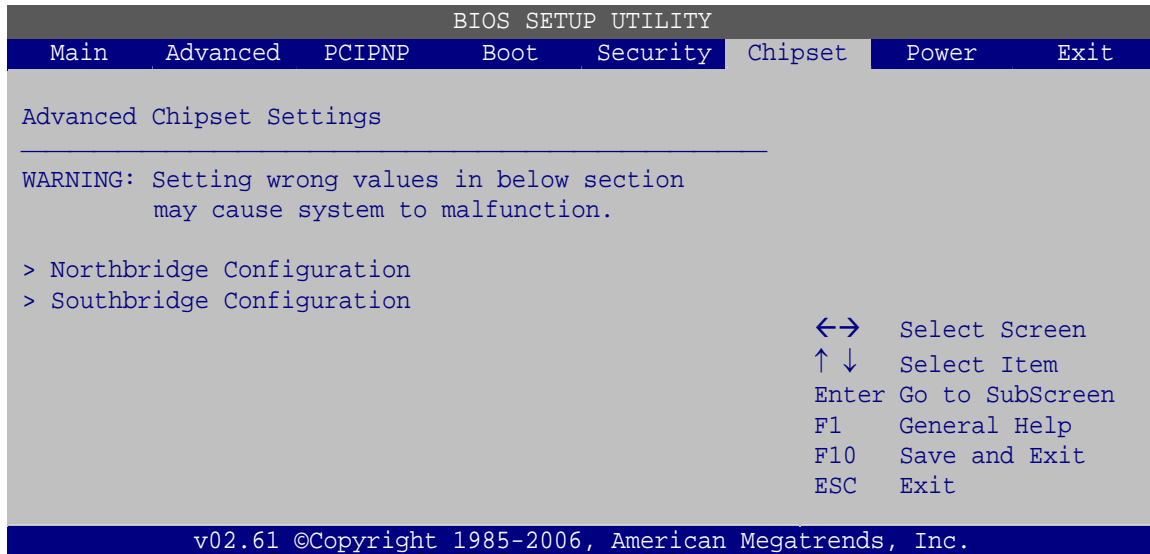 BIOS SETUP UTILITY
Main Advanced PCIPNP Boot Security Chipset Power Exit
Advanced Chipset Settings
WARNING: Setting wrong values in below section
may cause system to malfunction.
> Northbridge Configuration
> Southbridge Configuration
←→ Select Screen
↑ ↓ Select Item
Enter Go to SubScreen
F1 General Help
F10 Save and Exit
ESC Exit
v02.61 ©Copyright 1985-2006, American Megatrends, Inc.